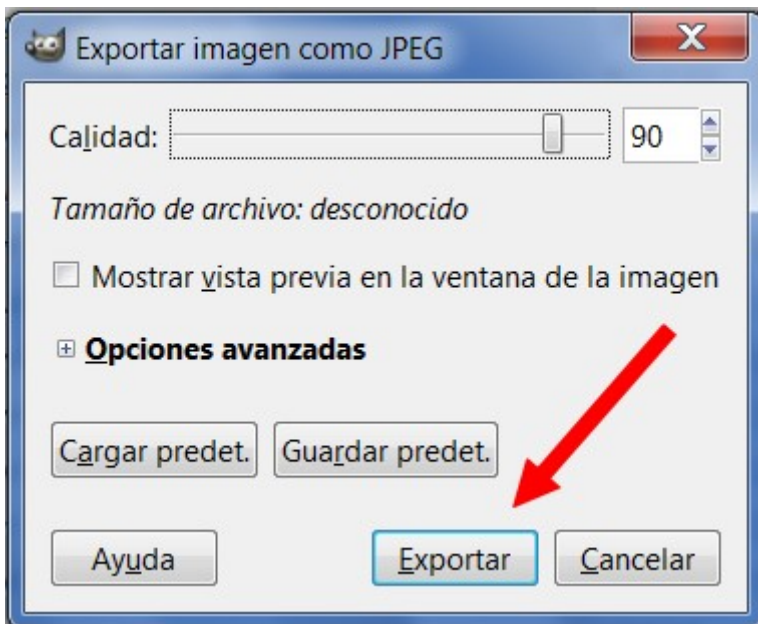 Exportar imagen como JPEG
Calidad: 90
Tamaño de archivo: desconocido
Mostrar vista previa en la ventana de la imagen
Opciones avanzadas
Cargar predet. Guardar predet.
Ayuda Exportar Cancelar